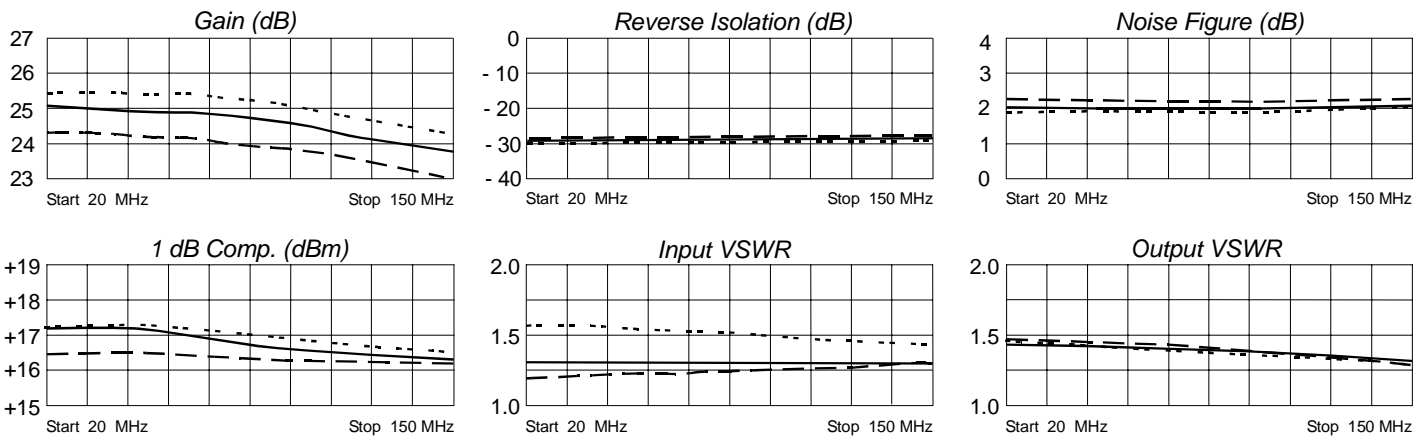 Gain (dB)
27
26
25
24
23
Start 20 MHz
Stop 150 MHz
Reverse Isolation (dB)
0
- 10
- 20
- 30
- 40
Start 20 MHz
Stop 150 MHz
Noise Figure (dB)
4
3
2
1
0
Start 20 MHz
Stop 150 MHz
1 dB Comp. (dBm)
+19
+18
+17
+16
+15
Start 20 MHz
Stop 150 MHz
Input VSWR
2.0
1.5
1.0
Start 20 MHz
Stop 150 MHz
Output VSWR
2.0
1.5
1.0
Start 20 MHz
Stop 150 MHz